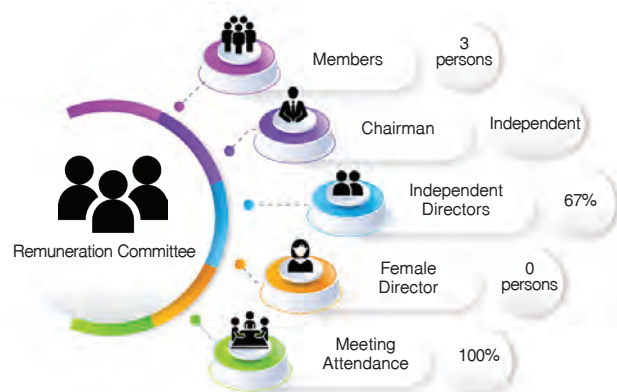 Members
3
persons
Chairman
Independent
Independent
Directors
67%
Remuneration Committee
Female
Director
0
persons
Meeting
Attendance
100%